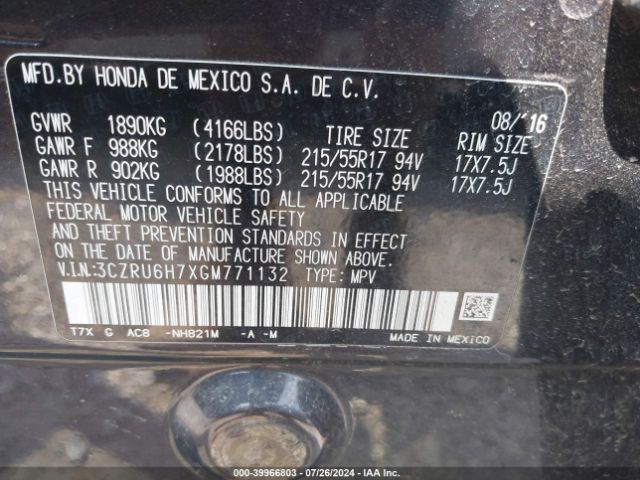 MFD.BY HONDA DE MEXICO S.A. DE C.V.
08/'16
GVWR 1890KG (4166LBS) TIRE SIZE RIM SIZE
GAWR F 988KG (2178LBS) 215/55R17 94V 17X7.5J
GAWR R 902KG (1988LBS) 215/55R17 94V 17X7.5J
THIS VEHICLE CONFORMS TO ALL APPLICABLE
FEDERAL MOTOR VEHICLE SAFETY
AND THEFT PREVENTION STANDARDS IN EFFECT
ON THE DATE OF MANUFACTURE SHOWN ABOVE.
V.I.N.:3CZRU6H7XGM771132 TYPE: MPV
T7X G AC8 -NH821M -A -M MADE IN MEXICO
000-39966803 / 07/26/2024 - IAA Inc.